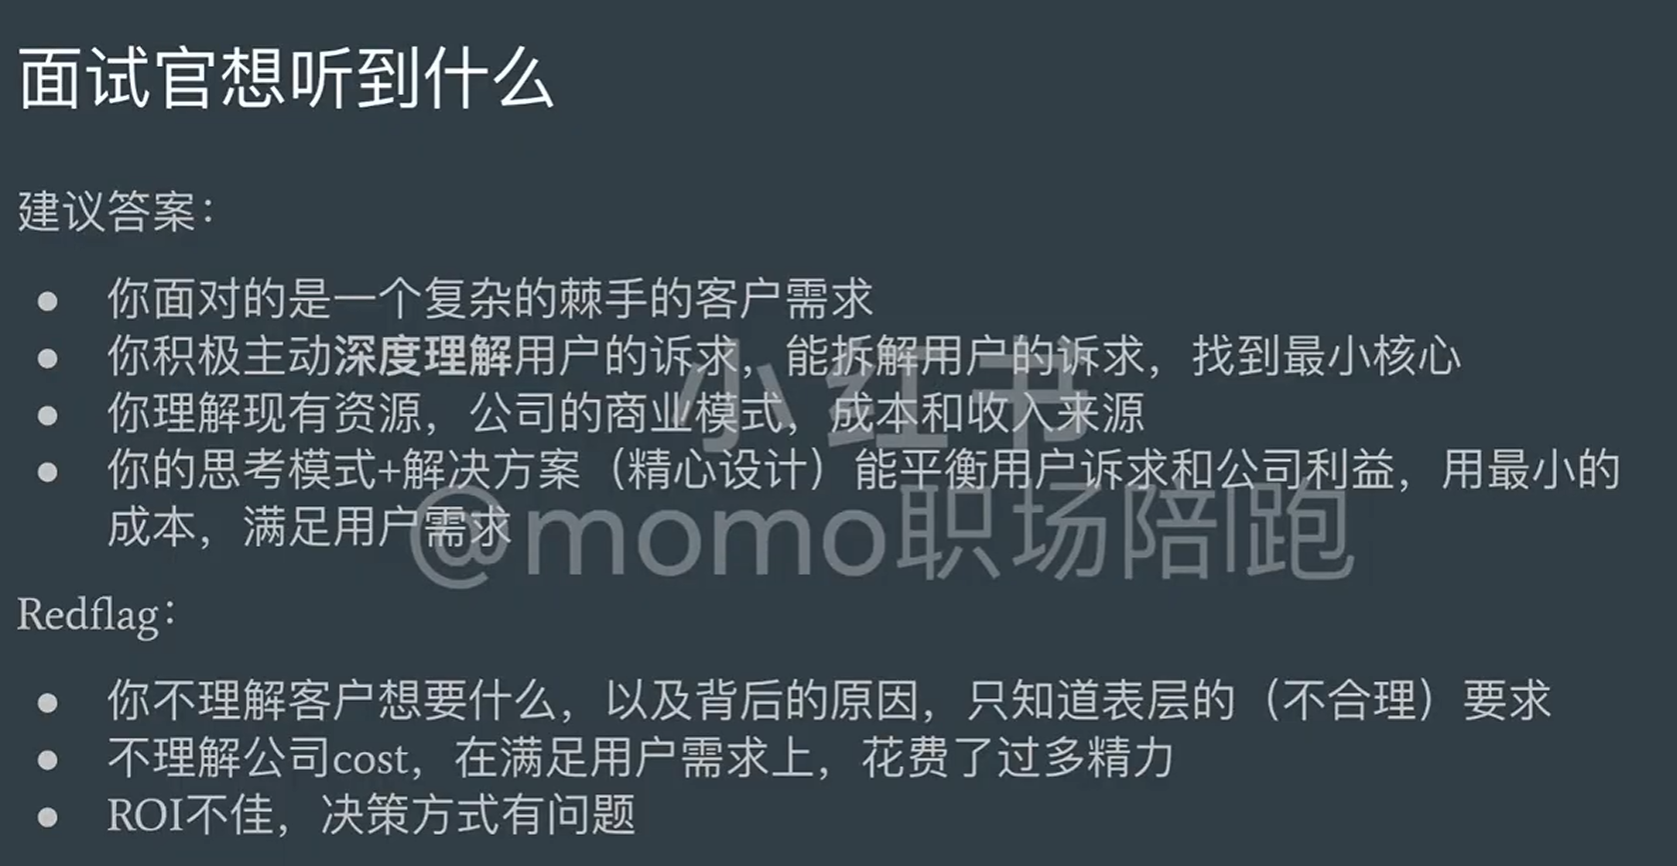 面试官想听到什么
建议答案：
● 你面对的是一个复杂的棘手的客户需求
● 你积极主动深度理解用户的诉求，能拆解用户的诉求，找到最小核心
● 你理解现有资源，公司的商业模式，成本和收入来源
● 你的思考模式+解决方案（精心设计）能平衡用户诉求和公司利益，用最小的
成本，满足用户需求
小红书
@momo职场陪跑
Redflag：
● 你不理解客户想要什么，以及背后的原因，只知道表层的（不合理）要求
● 不理解公司cost，在满足用户需求上，花费了过多精力
● ROI不佳，决策方式有问题